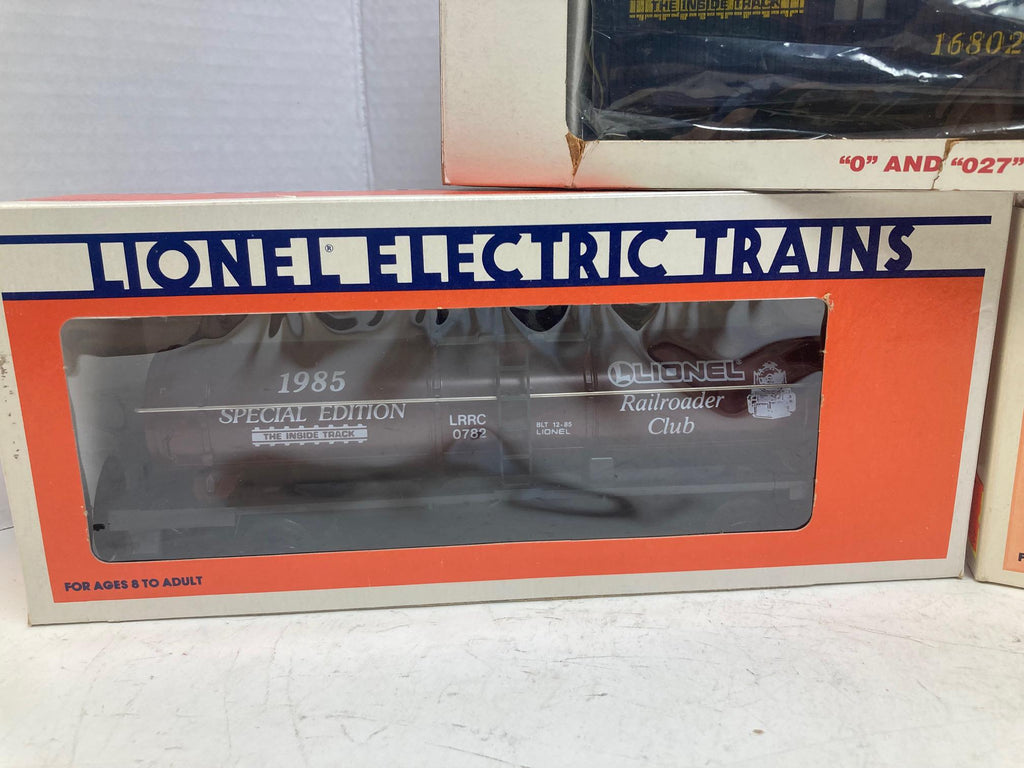 THE INSIDE TRACK
16802
"O" AND "027"
LIONEL® ELECTRIC TRAINS
1985
SPECIAL EDITION
THE INSIDE TRACK
LRRC
0782
BLT 12-85
LIONEL
LIONEL
Railroader
Club
FOR AGES 8 TO ADULT